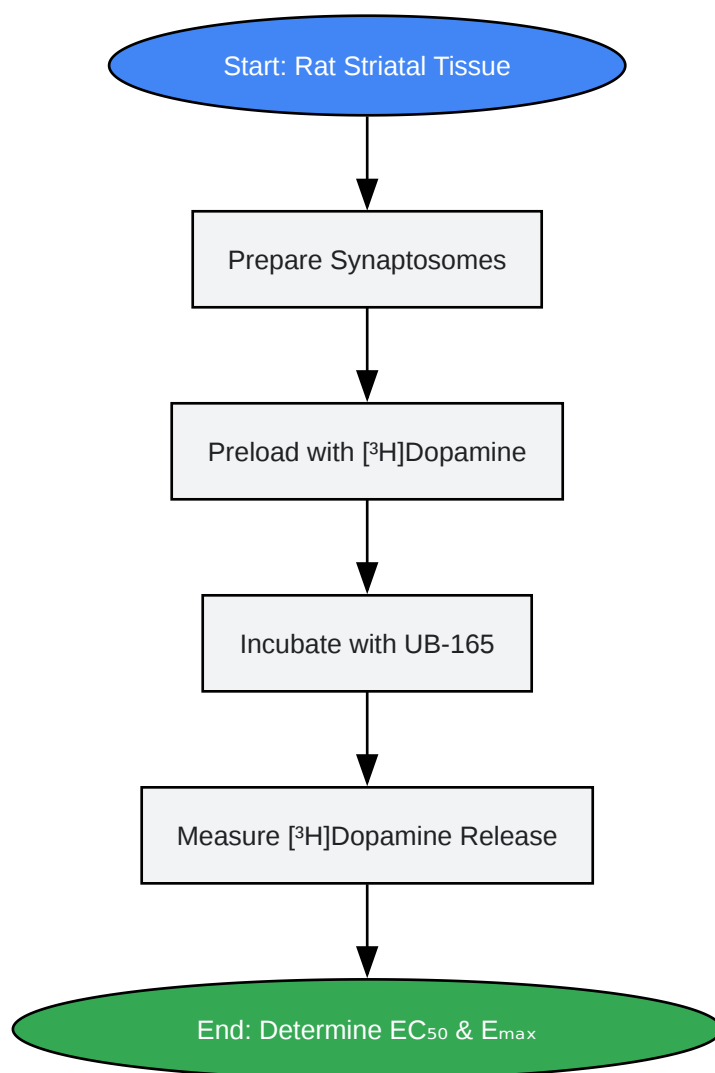 Start: Rat Striatal Tissue
Prepare Synaptosomes
Preload with [³H]Dopamine
Incubate with UB-165
Measure [³H]Dopamine Release
End: Determine EC₅₀ & Eₘₐₓ